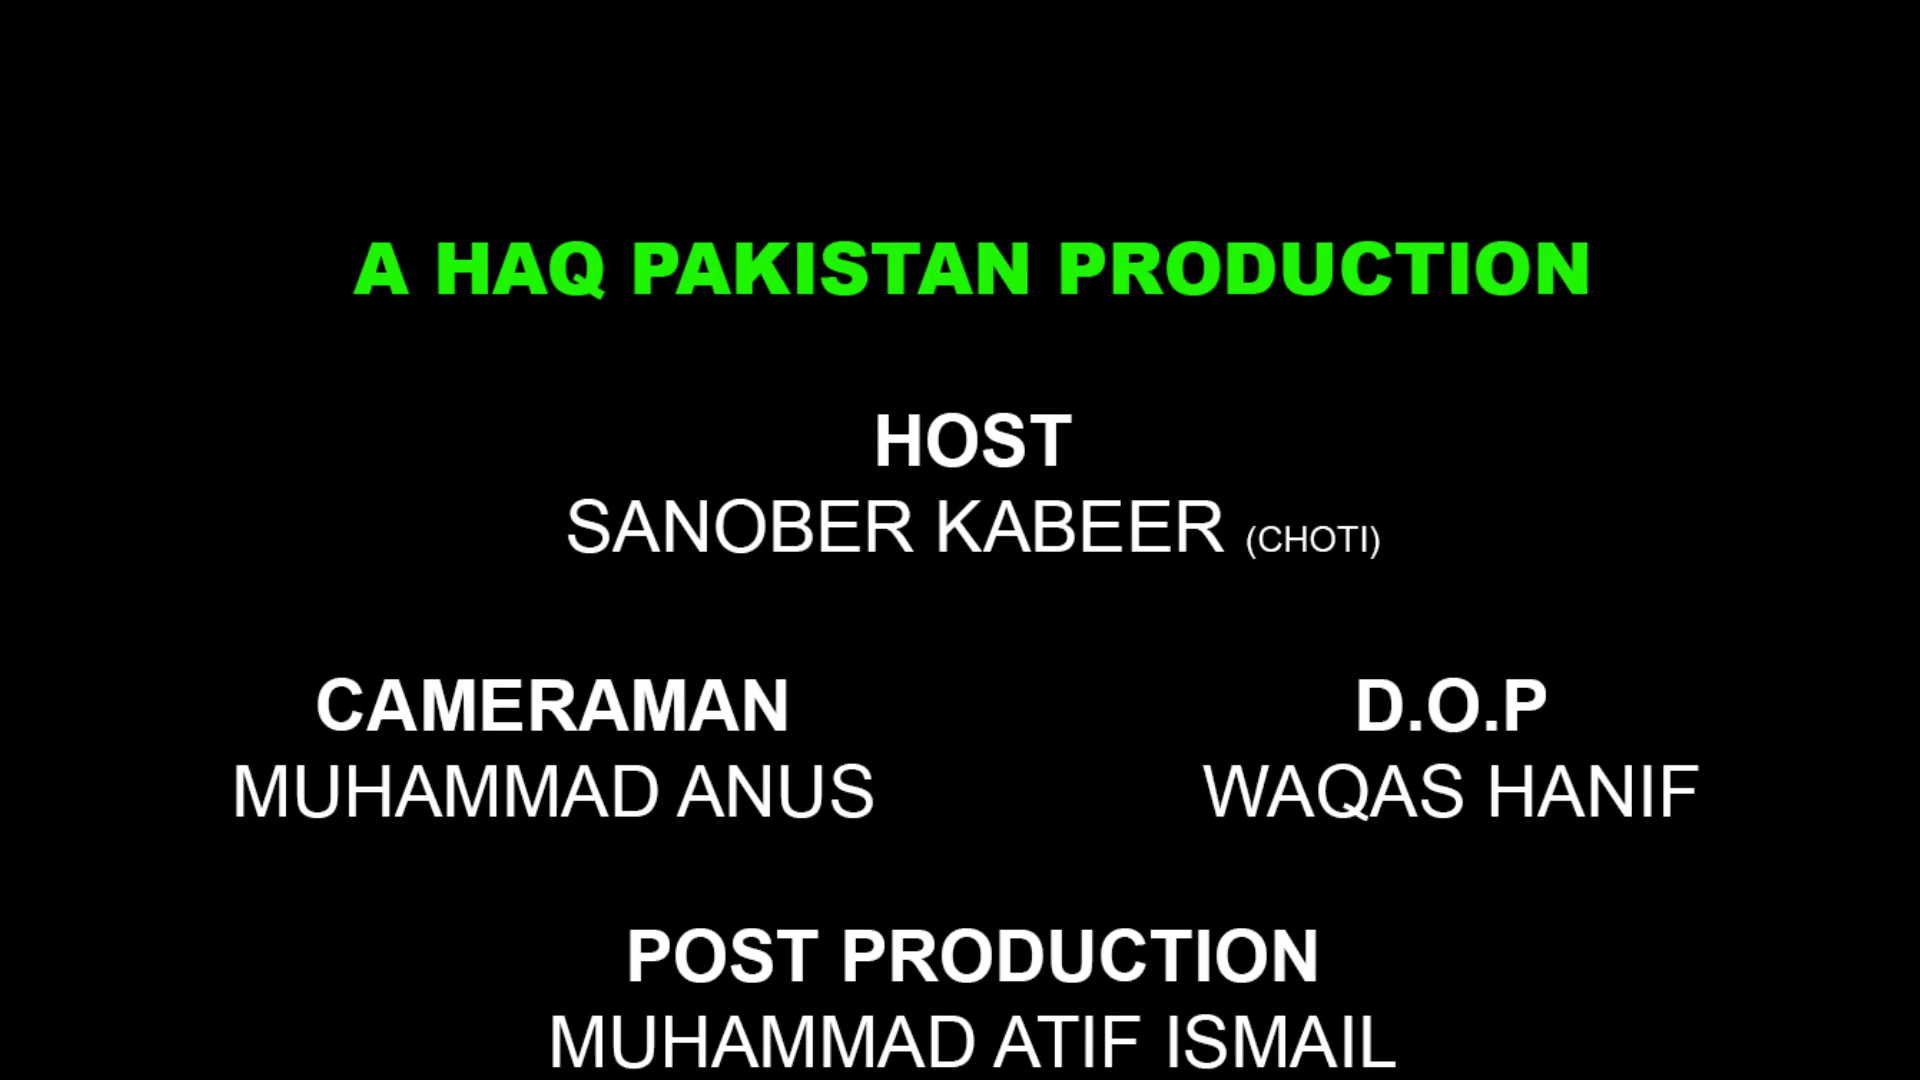 A HAQ PAKISTAN PRODUCTION
HOST
SANOBER KABEER (CHOTI)
CAMERAMAN
MUHAMMAD ANUS
D.O.P
WAQAS HANIF
POST PRODUCTION
MUHAMMAD ATIF ISMAIL